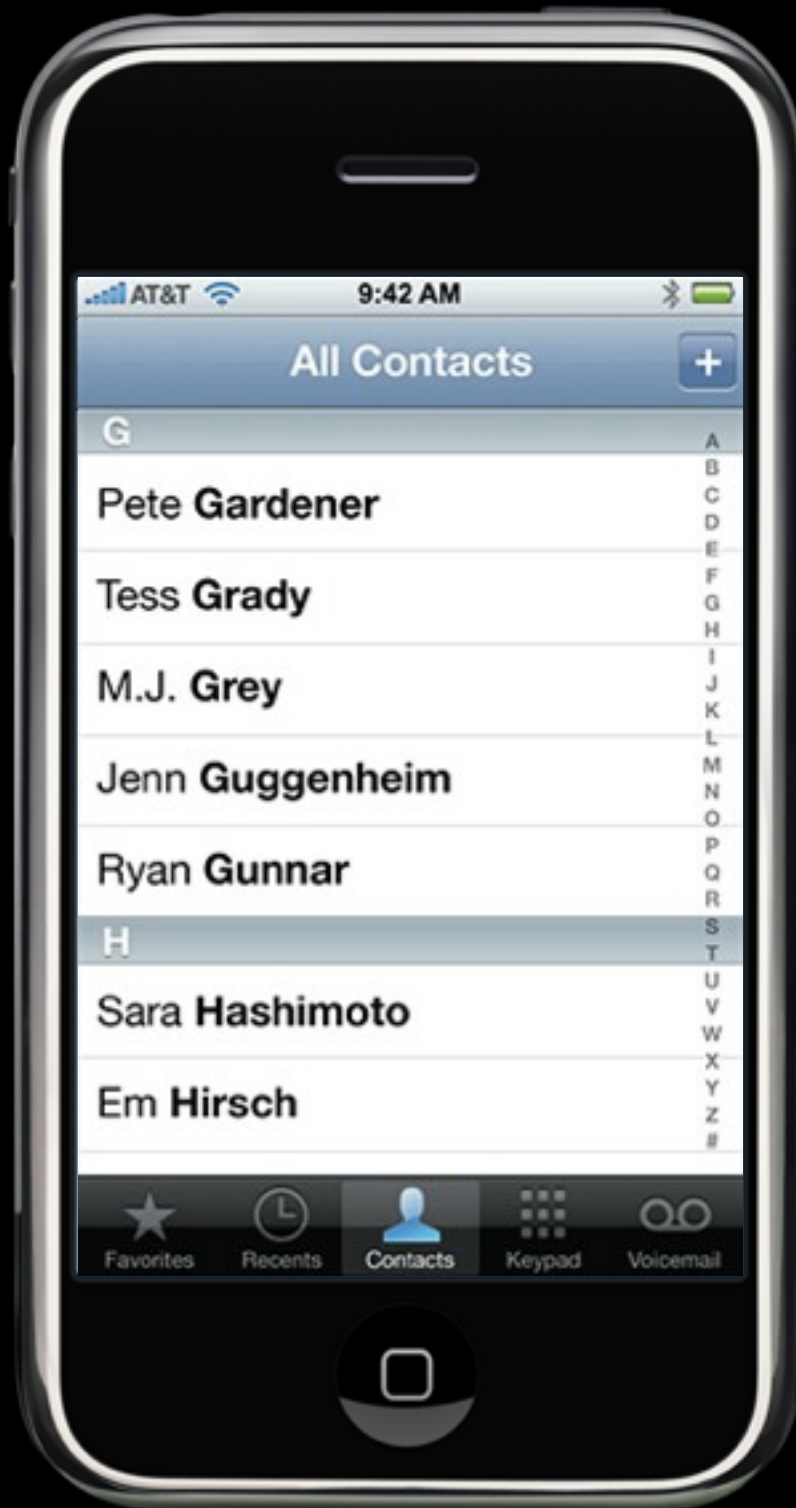 AT&T 9:42 AM
All Contacts +
G
Pete Gardener
Tess Grady
M.J. Grey
Jenn Guggenheim
Ryan Gunnar
H
Sara Hashimoto
Em Hirsch
A
B
C
D
E
F
G
H
I
J
K
L
M
N
O
P
Q
R
S
T
U
V
W
X
Y
Z
#
Favorites Recents Contacts Keypad Voicemail